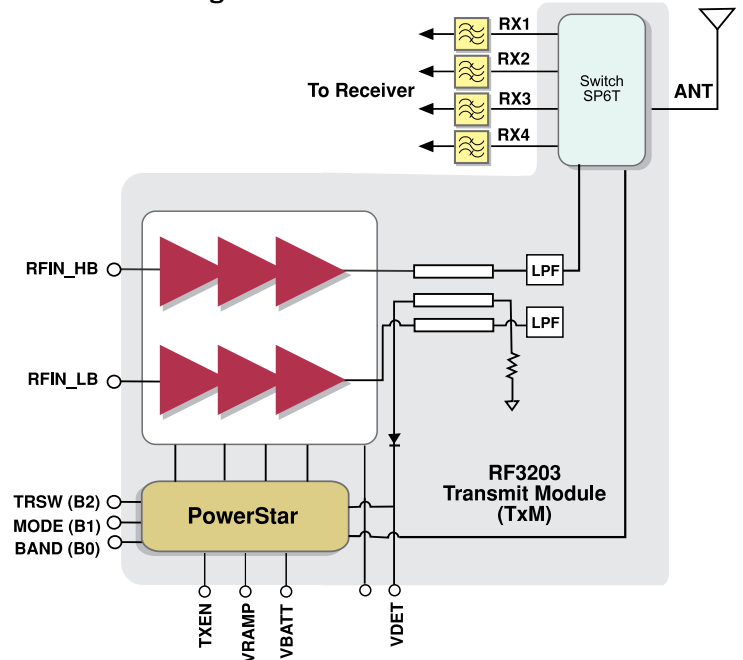 RX1
RX2
To Receiver
RX3
RX4
Switch
SP6T
ANT
RFIN_HB
LPF
LPF
RFIN_LB
RF3203
Transmit Module
(TxM)
TRSW (B2)
MODE (B1)
BAND (B0)
PowerStar
TXEN
VRAMP
VBATT
VDET